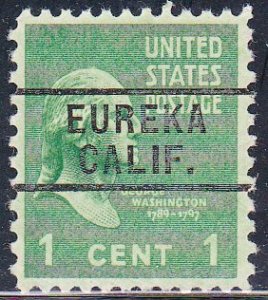 UNITED
STATES
POSTAGE
EUREKA
CALIF.
WASHINGTON
1789-1797
1 CENT 1